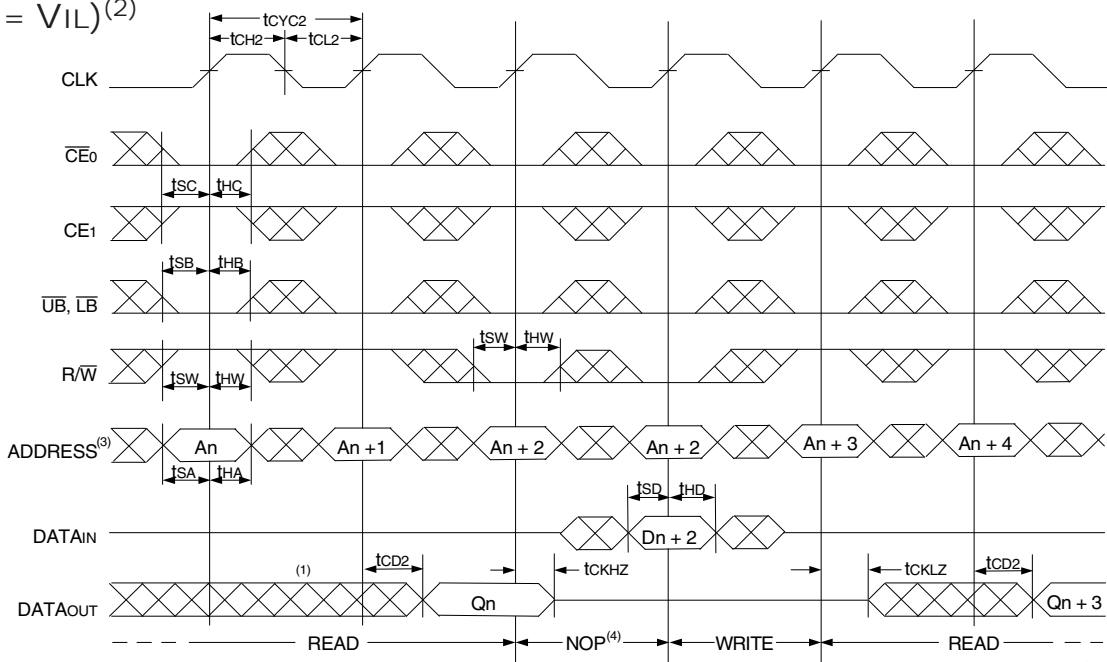 = VIL)(2)
tCYC2
tCH2 tCL2
CLK
CE0
tSC tHC
CE1
tSB tHB
UB, LB
tSW tHW
R/W
tSW tHW
ADDRESS(3) An An +1 An + 2 An + 2 An + 3 An + 4
tSA tHA
tSD tHD
DATAIN Dn + 2
(1) tCD2 tCKHZ tCKLZ tCD2
DATAOUT Qn Qn + 3
READ NOP(4) WRITE READ